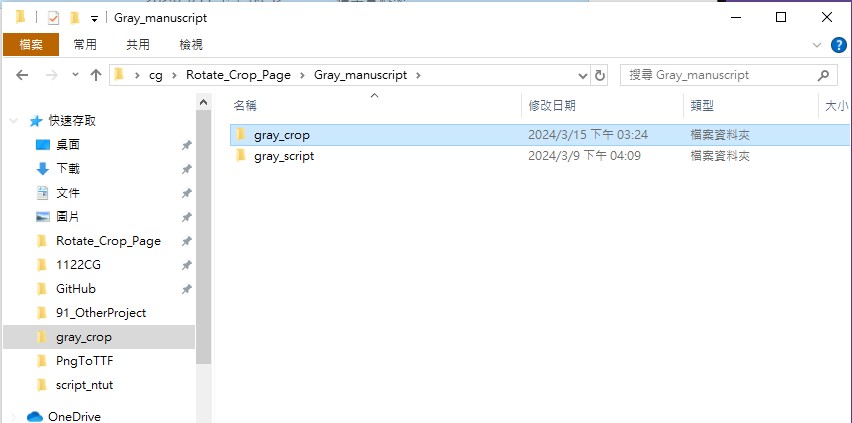 Gray_manuscript
檔案 常用 共用 檢視
cg Rotate_Crop_Page Gray_manuscript 搜尋 Gray_manuscript
名稱 修改日期 類型 大小
快速存取
桌面
下載
文件
圖片
Rotate_Crop_Page
1122CG
GitHub
91_OtherProject
gray_crop
PngToTTF
script_ntut
OneDrive
gray_crop 2024/3/15 下午 03:24 檔案資料夾
gray_script 2024/3/9 下午 04:09 檔案資料夾